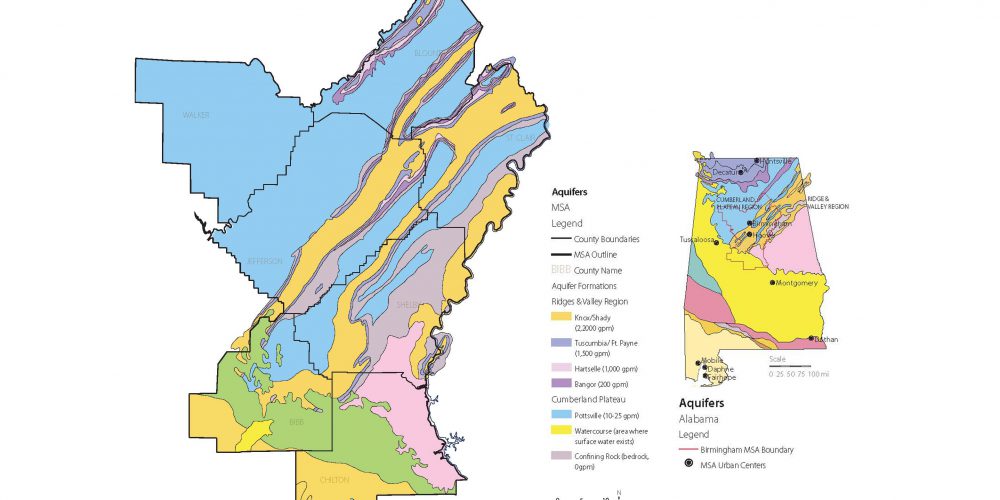 BLOUNT
WALKER
ST CLAIR
JEFFERSON
SHELBY
BIBB
CHILTON
Aquifers
MSA
Legend
County Boundaries
MSA Outline
BIBB County Name
Aquifer Formations
Ridges & Valley Region
Knox/Shady
(2,2000 gpm)
Tuscumbia/ Ft. Payne
(1,500 gpm)
Hartselle (1,000 gpm)
Bangor (200 gpm)
Cumberland Plateau
Pottsville (10-25 gpm)
Watercourse (area where
surface water exists)
Confining Rock (bedrock,
0gpm)
N
Huntsville
Decatur
CUMBERLAND
PLATEAU REGION
RIDGE &
VALLEY REGION
Birmingham
Hoover
Tuscaloosa
Montgomery
Dothan
Mobile
Daphne
Fairhope
Scale
0 25 50 75 100 mi
Aquifers
Alabama
Legend
Birmingham MSA Boundary
MSA Urban Centers